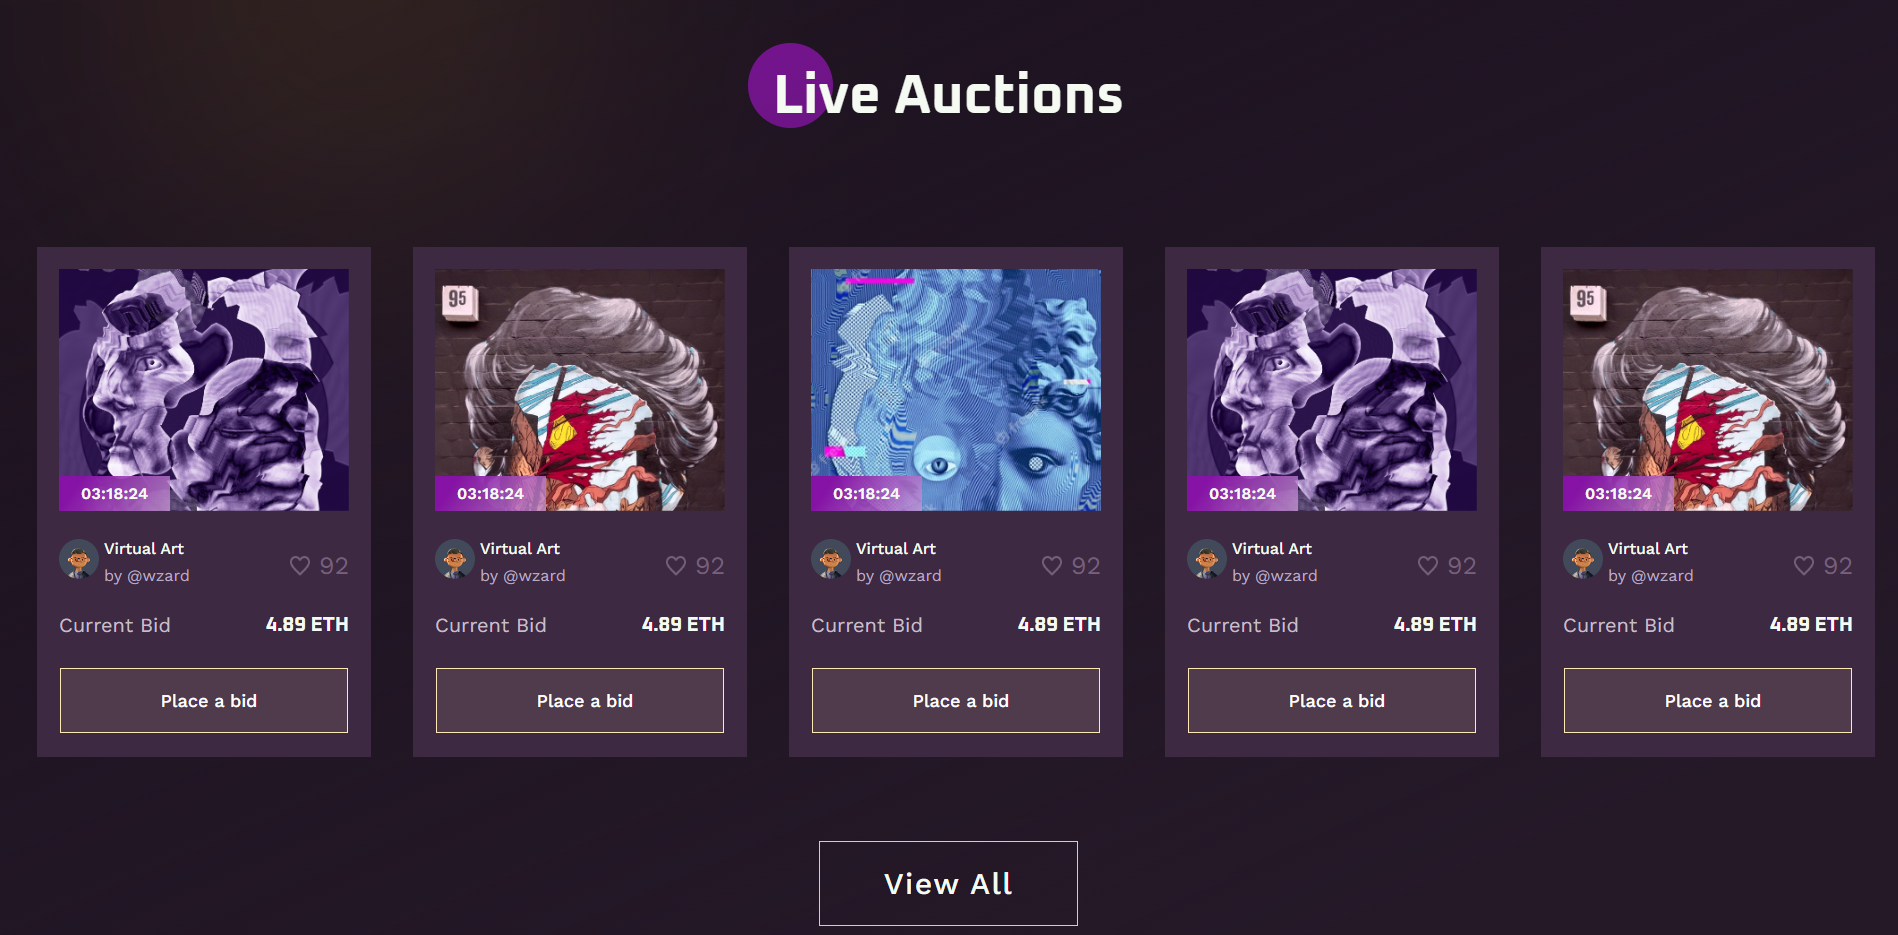 Live Auctions
95
95
03:18:24
03:18:24
03:18:24
03:18:24
03:18:24
Virtual Art
by @wzard
92
Virtual Art
by @wzard
92
Virtual Art
by @wzard
92
Virtual Art
by @wzard
92
Virtual Art
by @wzard
92
Current Bid 4.89 ETH
Current Bid 4.89 ETH
Current Bid 4.89 ETH
Current Bid 4.89 ETH
Current Bid 4.89 ETH
Place a bid
Place a bid
Place a bid
Place a bid
Place a bid
View All